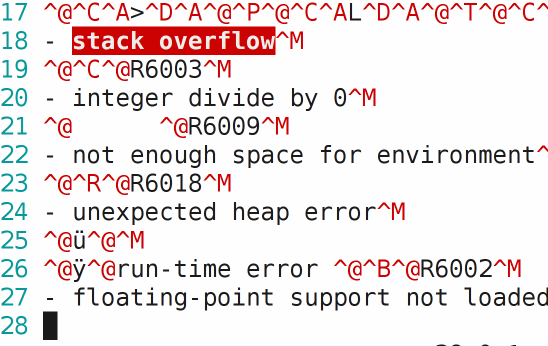 17 ^@^C^A>^D^A^@^P^@^C^AL^D^A^@^T^@^C^
18 - stack overflow^M
19 ^@^C^@R6003^M
20 - integer divide by 0^M
21 ^@ ^@R6009^M
22 - not enough space for environment^
23 ^@^R^@R6018^M
24 - unexpected heap error^M
25 ^@ü^@^M
26 ^@ÿ^@run-time error ^@^B^@R6002^M
27 - floating-point support not loaded
28